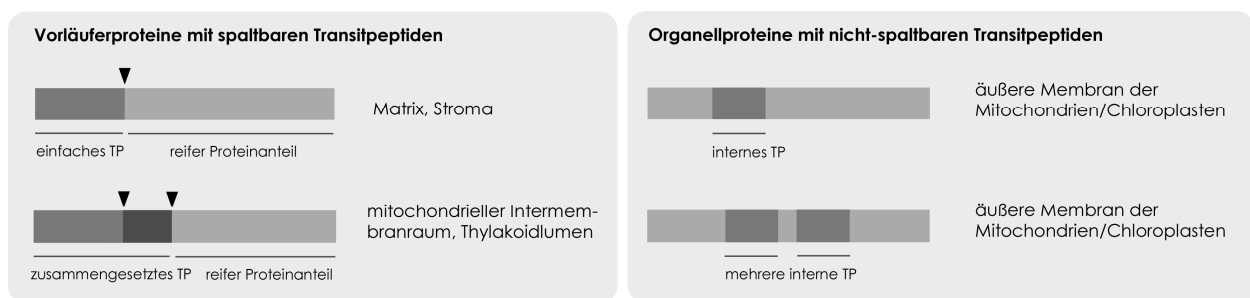 Vorläuferproteine mit spaltbaren Transitpeptiden
Matrix, Stroma
einfaches TP
reifer Proteinanteil
mitochondrieller Intermem-
branraum, Thylakoidlumen
zusammengesetztes TP
reifer Proteinanteil
Organellproteine mit nicht-spaltbaren Transitpeptiden
äußere Membran der
Mitochondrien/Chloroplasten
internes TP
äußere Membran der
Mitochondrien/Chloroplasten
mehrere interne TP